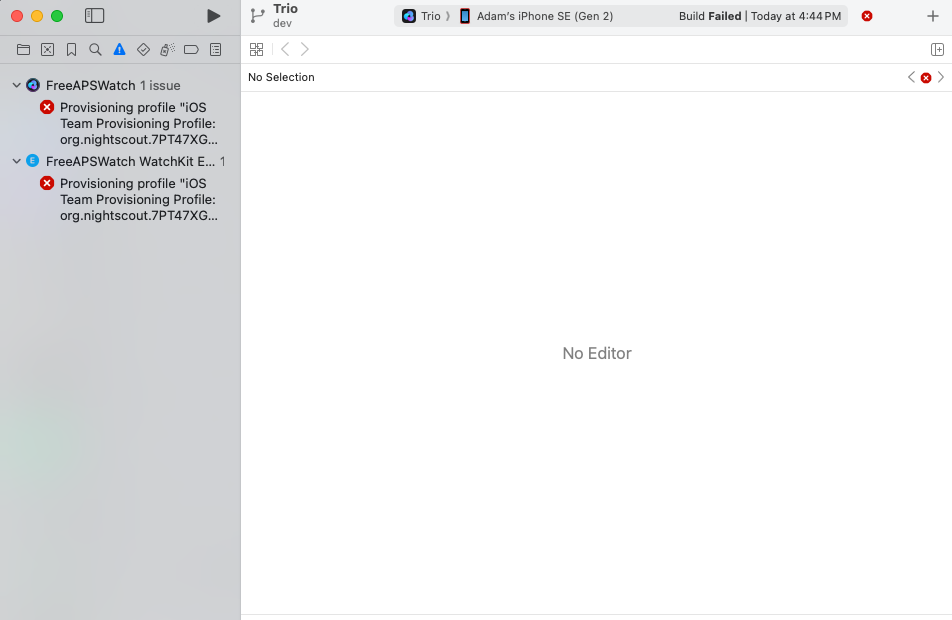 Trio
dev
Trio
Adam's iPhone SE (Gen 2)
Build Failed | Today at 4:44 PM
No Selection
FreeAPSWatch 1 issue
Provisioning profile "iOS
Team Provisioning Profile:
org.nightscout.7PT47XG...
FreeAPSWatch WatchKit E... 1
Provisioning profile "iOS
Team Provisioning Profile:
org.nightscout.7PT47XG...
No Editor